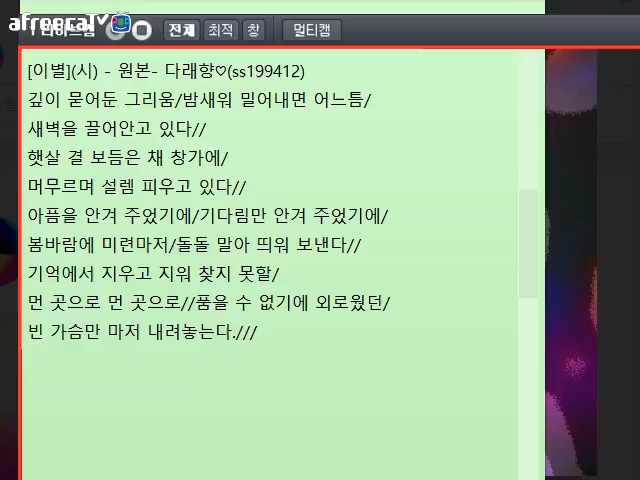 afreecaTV
전체 최적 창 멀티캠
[이별](시) - 원본- 다래향♡(ss199412)
깊이 묻어둔 그리움/밤새워 밀어내면 어느틈/
새벽을 끌어안고 있다//
햇살 결 보듬은 채 창가에/
머무르며 설렘 피우고 있다//
아픔을 안겨 주었기에/기다림만 안겨 주었기에/
봄바람에 미련마저/돌돌 말아 띄워 보낸다//
기억에서 지우고 지워 찾지 못할/
먼 곳으로 먼 곳으로//품을 수 없기에 외로웠던/
빈 가슴만 마저 내려놓는다.///